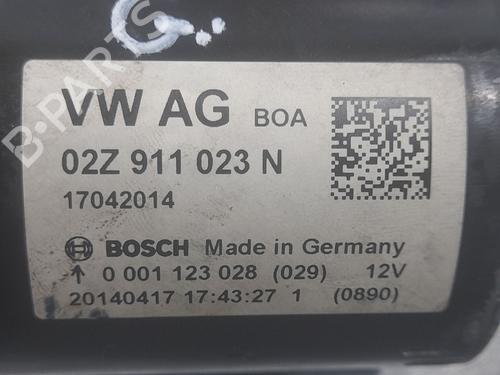 G.
B-PARTS
VW AG BOA
02Z 911 023 N
17042014
BOSCH Made in Germany
↑ 0 001 123 028 (029) 12V
20140417 17:43:27 1 (0890)